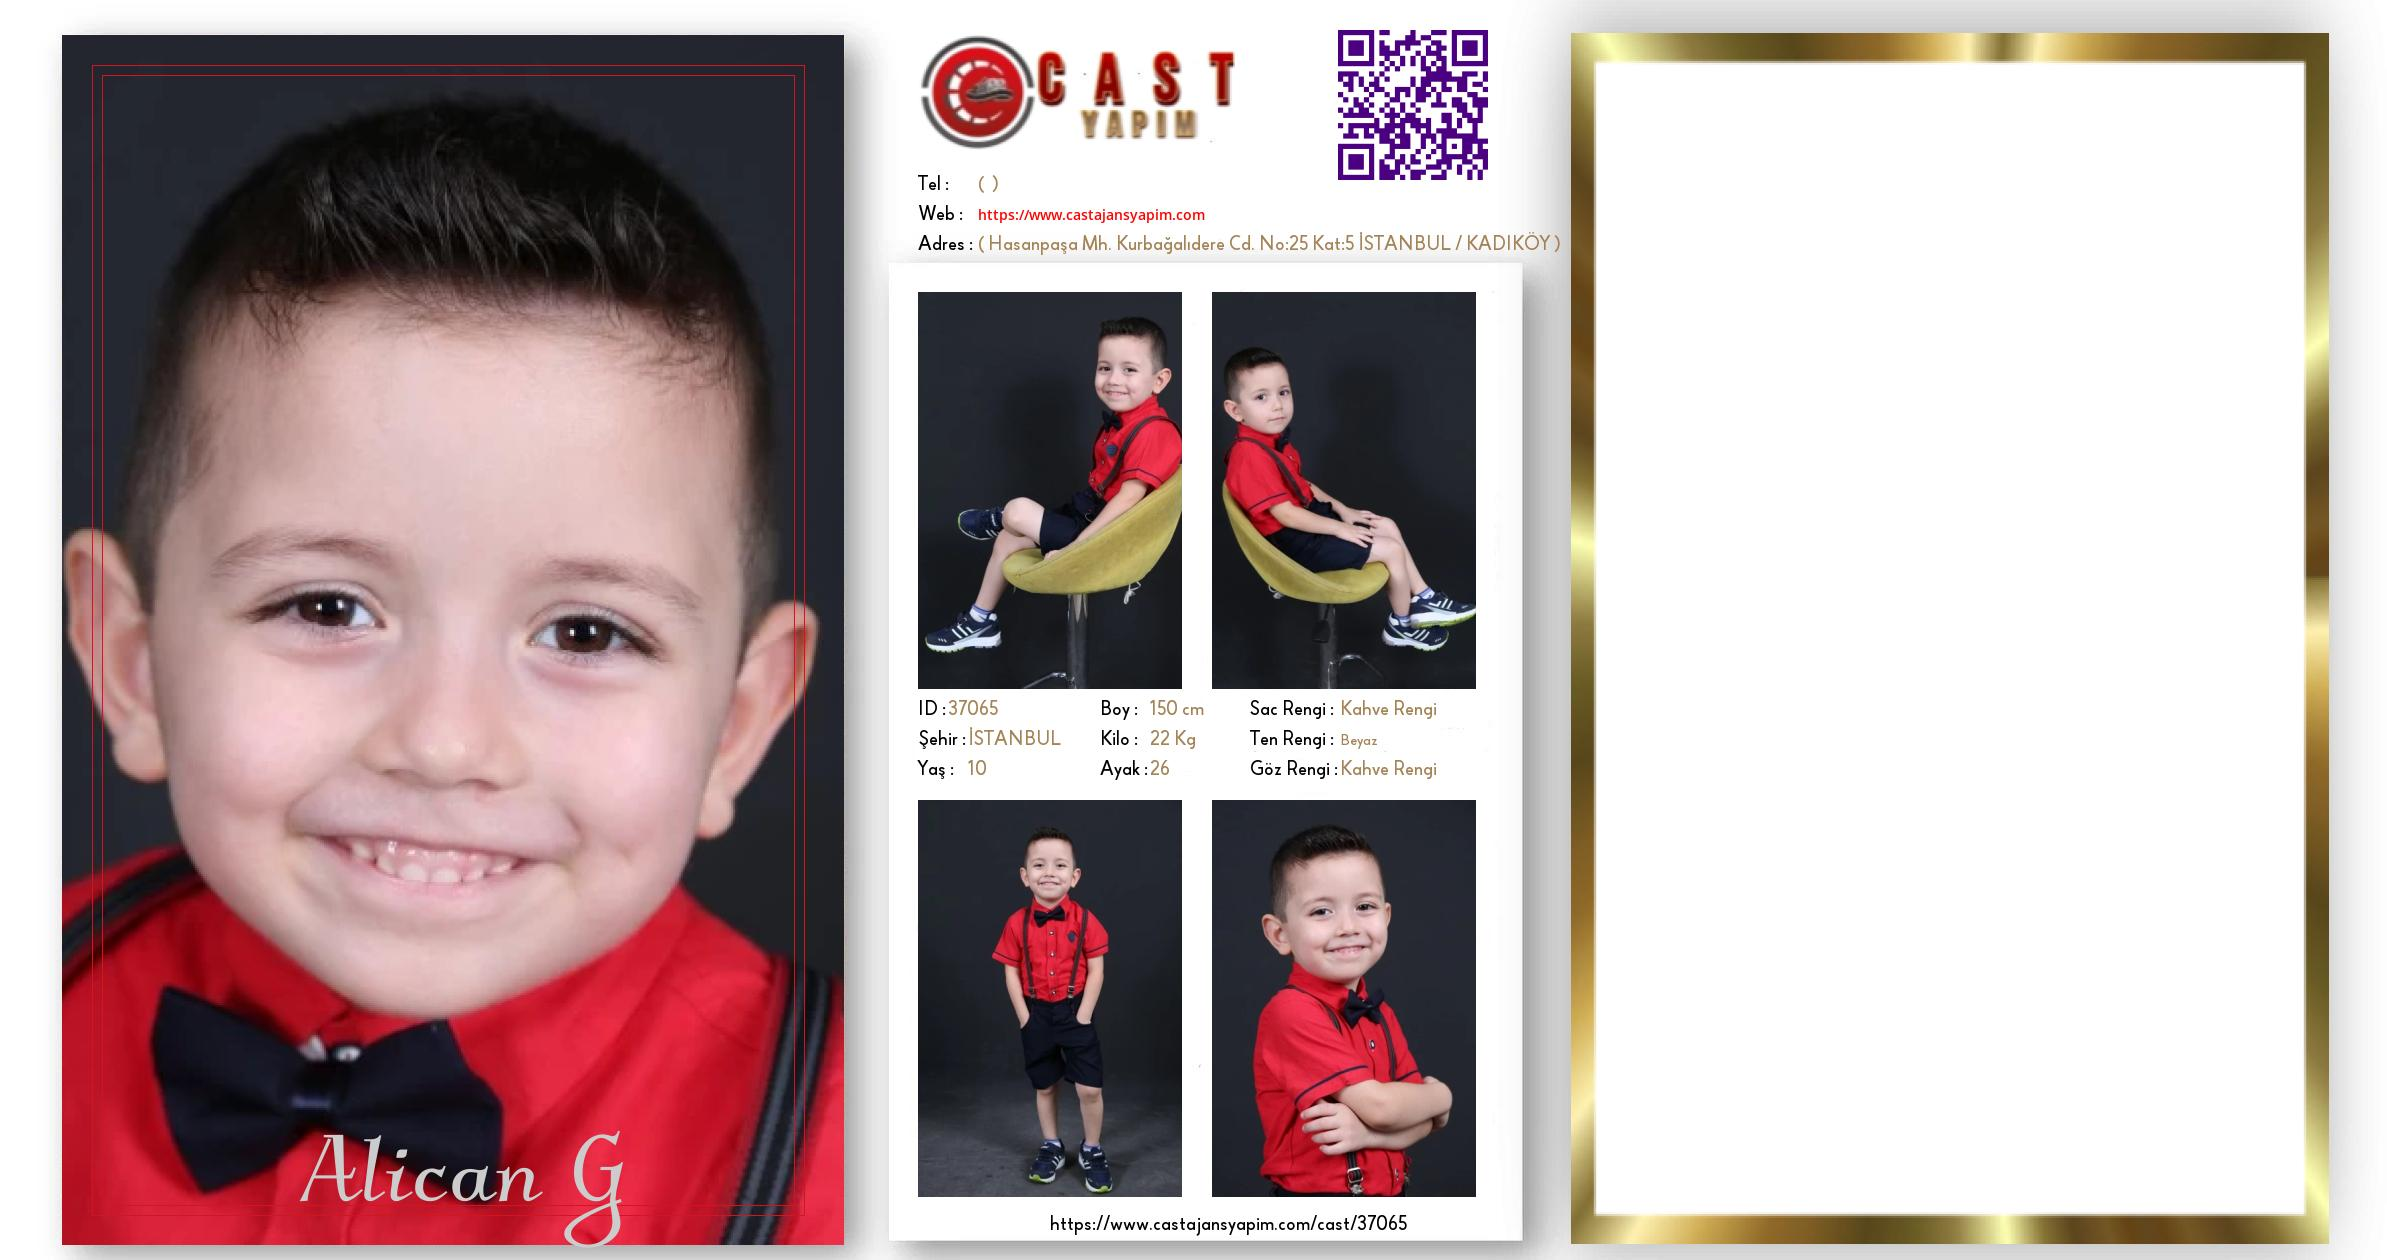 Alican G
CAST
YAPIM
Tel : ( )
Web : https://www.castajansyapim.com
Adres : ( Hasanpaşa Mh. Kurbağalıdere Cd. No:25 Kat:5 İSTANBUL / KADIKÖY )
ID : 37065 Boy : 150 cm Sac Rengi : Kahve Rengi
Şehir : İSTANBUL Kilo : 22 Kg Ten Rengi : Beyaz
Yaş : 10 Ayak : 26 Göz Rengi : Kahve Rengi
https://www.castajansyapim.com/cast/37065